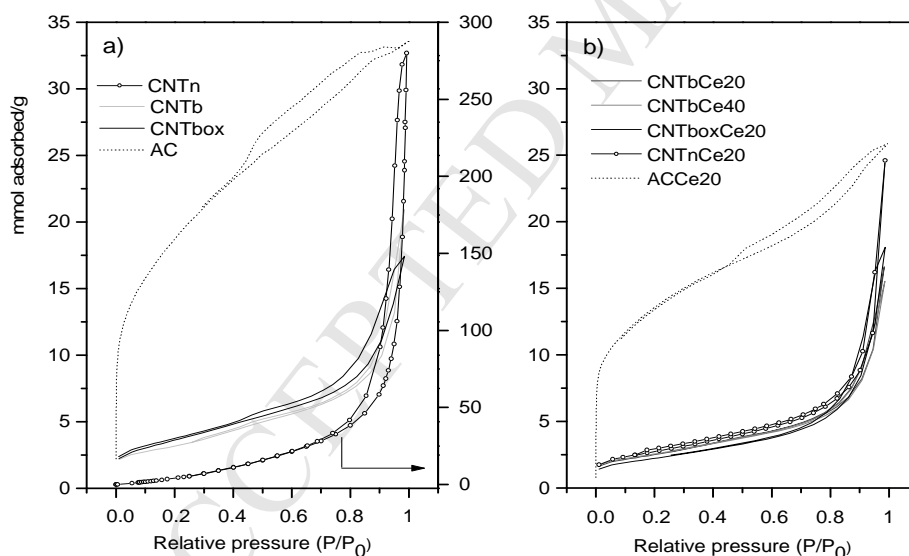 a)
CNTn
CNTb
CNTbox
AC
mmol adsorbed/g
35
30
25
20
15
10
5
0
300
250
200
150
100
50
0
0.0 0.2 0.4 0.6 0.8 1
Relative pressure (P/P0)
b)
CNTbCe20
CNTbCe40
CNTboxCe20
CNTnCe20
ACCe20
35
30
25
20
15
10
5
0
0.0 0.2 0.4 0.6 0.8 1
Relative pressure (P/P0)
CCEPTED MA